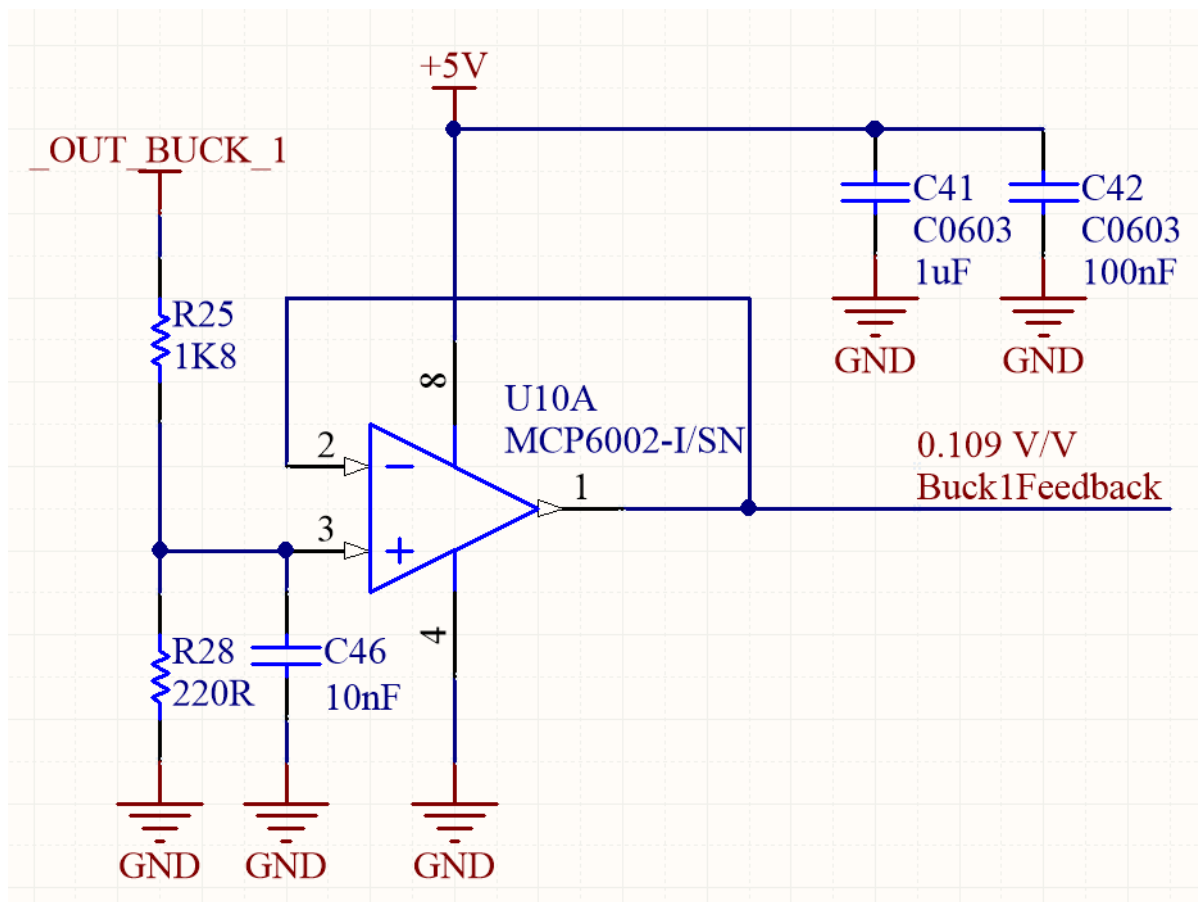 +5V
_OUT_BUCK_1
C41
C0603
1uF
C42
C0603
100nF
R25
1K8
GND
GND
8
U10A
MCP6002-I/SN
2
1
0.109 V/V
Buck1Feedback
3
4
R28
220R
C46
10nF
GND
GND
GND